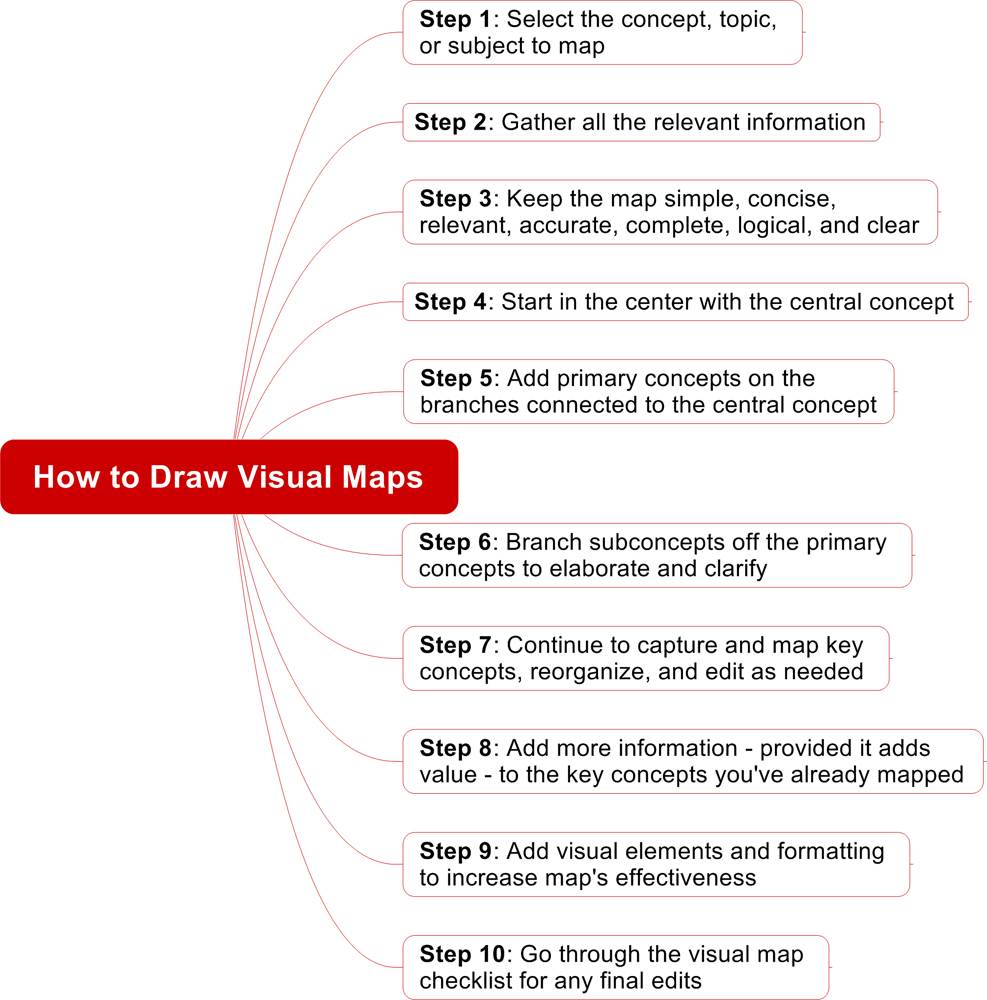 Step 1: Select the concept, topic,
or subject to map
Step 2: Gather all the relevant information
Step 3: Keep the map simple, concise,
relevant, accurate, complete, logical, and clear
Step 4: Start in the center with the central concept
Step 5: Add primary concepts on the
branches connected to the central concept
How to Draw Visual Maps
Step 6: Branch subconcepts off the primary
concepts to elaborate and clarify
Step 7: Continue to capture and map key
concepts, reorganize, and edit as needed
Step 8: Add more information - provided it adds
value - to the key concepts you've already mapped
Step 9: Add visual elements and formatting
to increase map's effectiveness
Step 10: Go through the visual map
checklist for any final edits